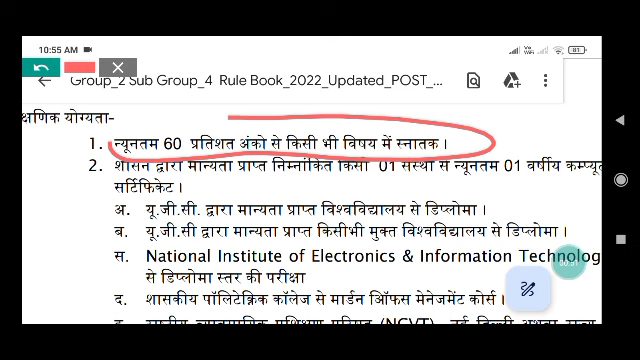 10:55 AM
81
Group_2 Sub Group_4 Rule Book_2022_Updated_POST_...
क्षणिक योग्यता-
1. न्यूनतम 60 प्रतिशत अंको से किसी भी विषय में स्नातक।
2. शासन द्वारा मान्यता प्राप्त निम्नांकित किसी 01 संस्था से न्यूनतम 01 वर्षीय कम्प्यूट
सर्टिफिकेट।
अ. यू.जी.सी. द्वारा मान्यता प्राप्त विश्वविद्यालय से डिप्लोमा।
ब. यू.जी.सी द्वारा मान्यता प्राप्त किसीभी मुक्त विश्वविद्यालय से डिप्लोमा।
स. National Institute of Electronics & Information Technolog
से डिप्लोमा स्तर की परीक्षा
द. शासकीय पॉलिटेक्निक कॉलेज से मार्डन ऑफिस मेनेजमेंट कोर्स।
(NCVT)